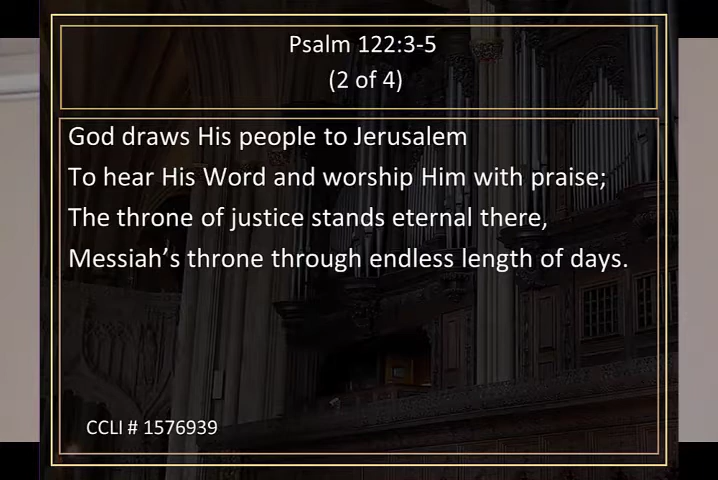 Psalm 122:3-5
(2 of 4)
God draws His people to Jerusalem
To hear His Word and worship Him with praise;
The throne of justice stands eternal there,
Messiah’s throne through endless length of days.
CCLI # 1576939